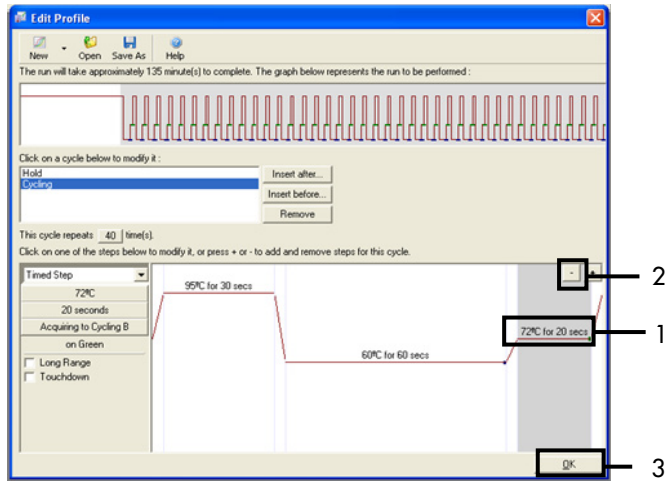 Edit Profile
New Open Save As Help
The run will take approximately 135 minute(s) to complete. The graph below represents the run to be performed :
Click on a cycle below to modify it :
Hold
Cycling
Insert after...
Insert before...
Remove
This cycle repeats 40 time(s).
Click on one of the steps below to modify it, or press + or - to add and remove steps for this cycle.
Timed Step
72ºC
20 seconds
Acquiring to Cycling B
on Green
Long Range
Touchdown
95ºC for 30 secs
60ºC for 60 secs
72ºC for 20 secs
- +
2
1
OK
3